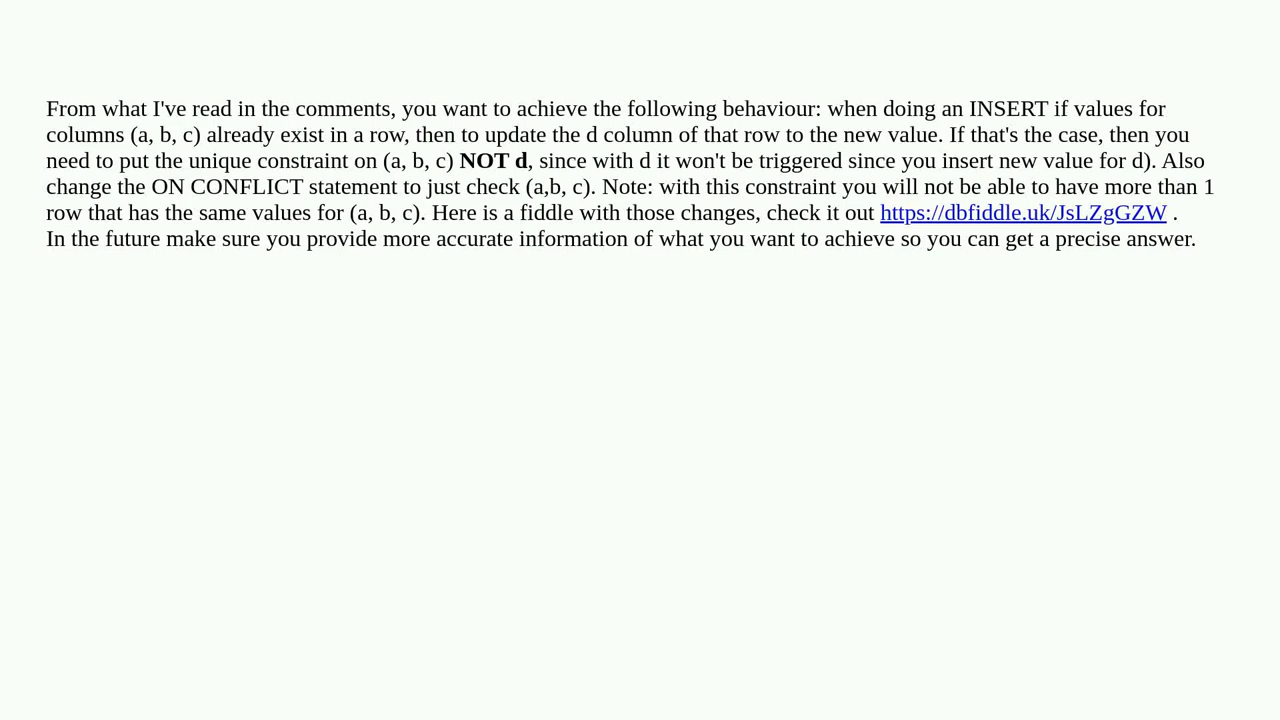 From what I've read in the comments, you want to achieve the following behaviour: when doing an INSERT if values for
columns (a, b, c) already exist in a row, then to update the d column of that row to the new value. If that's the case, then you
need to put the unique constraint on (a, b, c) NOT d, since with d it won't be triggered since you insert new value for d). Also
change the ON CONFLICT statement to just check (a,b, c). Note: with this constraint you will not be able to have more than 1
row that has the same values for (a, b, c). Here is a fiddle with those changes, check it out https://dbfiddle.uk/JsLZgGZW .
In the future make sure you provide more accurate information of what you want to achieve so you can get a precise answer.